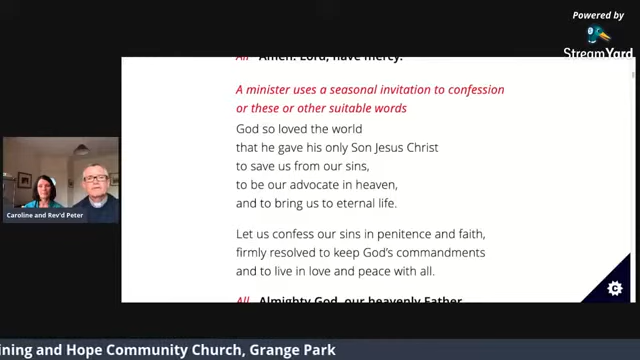 Powered by
StreamYard
All Amen. Lord, have mercy.
A minister uses a seasonal invitation to confession
or these or other suitable words
God so loved the world
that he gave his only Son Jesus Christ
to save us from our sins,
to be our advocate in heaven,
and to bring us to eternal life.
Caroline and Rev'd Peter
Let us confess our sins in penitence and faith,
firmly resolved to keep God's commandments
and to live in love and peace with all.
All Almighty God, our heavenly Father
ining and Hope Community Church, Grange Park